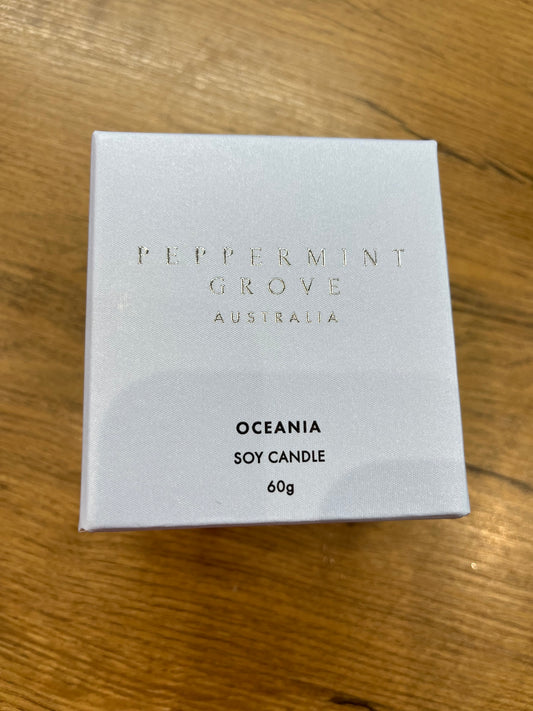 PEPPERMINT
GROVE
AUSTRALIA
OCEANIA
SOY CANDLE
60g